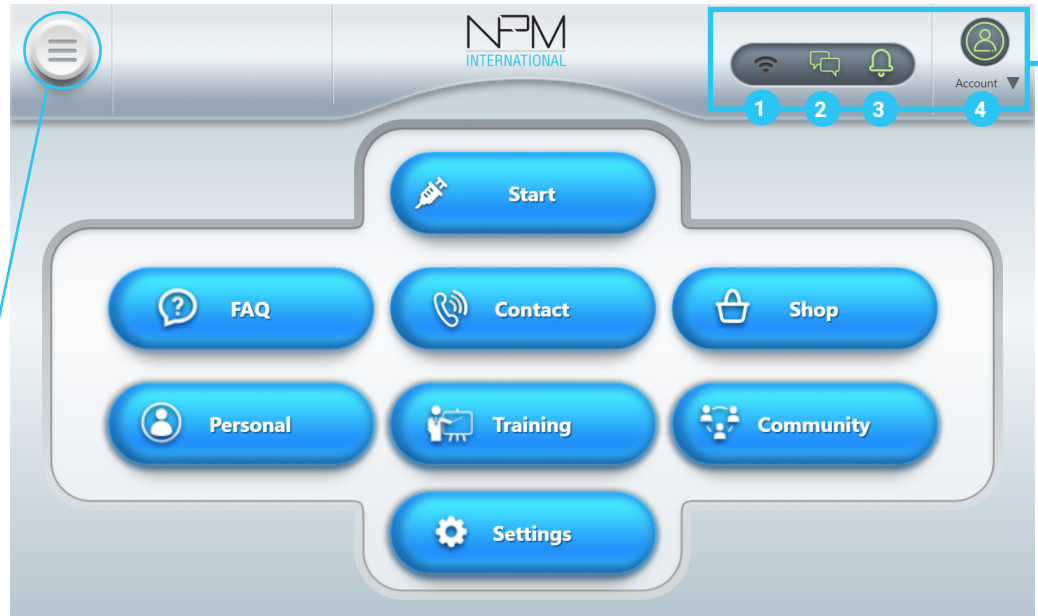 NPM
INTERNATIONAL
Account
1 2 3 4
Start
FAQ Contact Shop
Personal Training Community
Settings